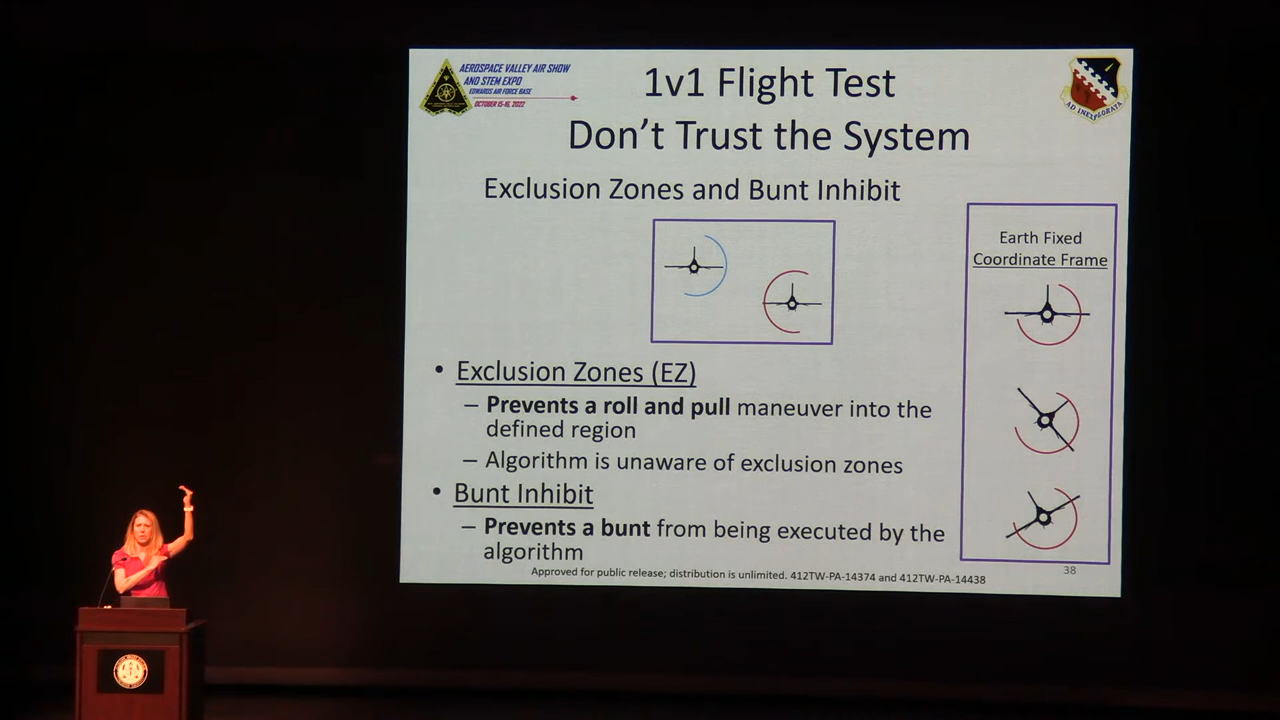 AEROSPACE VALLEY AIR SHOW
AND STEM EXPO
EDWARDS AIR FORCE BASE
OCTOBER 15-16, 2022
1v1 Flight Test
Don't Trust the System
AD INEXPLORATA
Exclusion Zones and Bunt Inhibit
Earth Fixed
Coordinate Frame
• Exclusion Zones (EZ)
– Prevents a roll and pull maneuver into the
defined region
– Algorithm is unaware of exclusion zones
• Bunt Inhibit
– Prevents a bunt from being executed by the
algorithm
Approved for public release; distribution is unlimited. 412TW-PA-14374 and 412TW-PA-14438
38